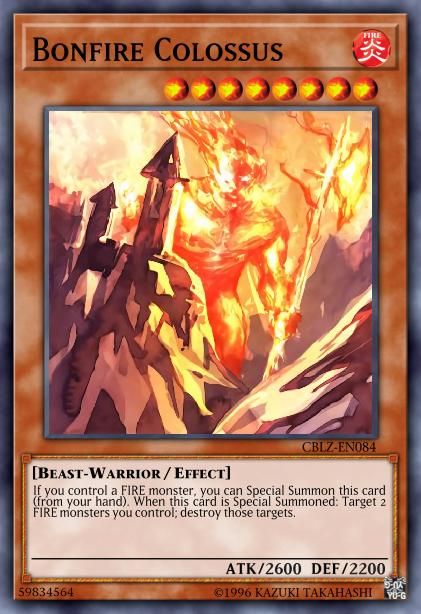 Bonfire Colossus
FIRE
炎
CBLZ-EN084
[Beast-Warrior / Effect]
If you control a FIRE monster, you can Special Summon this card
(from your hand). When this card is Special Summoned: Target 2
FIRE monsters you control; destroy those targets.
ATK/2600 DEF/2200
59834564
©1996 KAZUKI TAKAHASHI